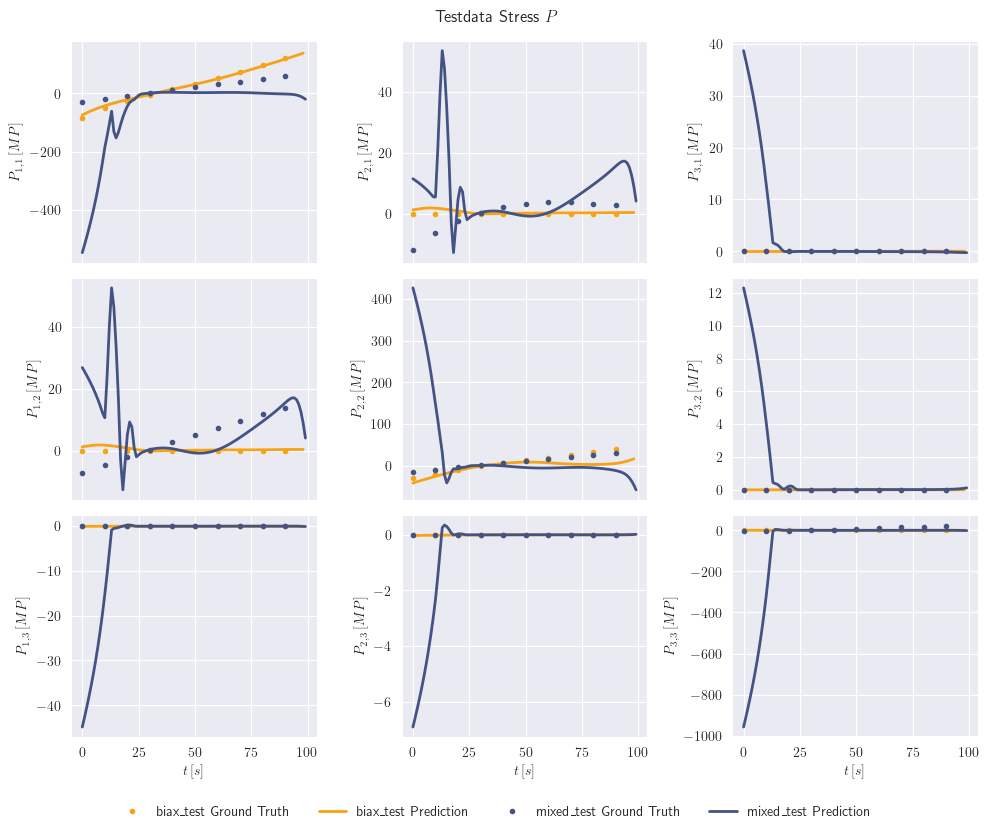 Testdata Stress P
0
−200
−400
P1,1 [MP]
40
20
0
P2,1 [MP]
40
30
20
10
0
P3,1 [MP]
40
20
0
P1,2 [MP]
400
300
200
100
0
P2,2 [MP]
12
10
8
6
4
2
0
P3,2 [MP]
0
−10
−20
−30
−40
P1,3 [MP]
0 25 50 75 100
t [s]
0
−2
−4
−6
P2,3 [MP]
0 25 50 75 100
t [s]
0
−200
−400
−600
−800
−1000
P3,3 [MP]
0 25 50 75 100
t [s]
biax_test Ground Truth biax_test Prediction mixed_test Ground Truth mixed_test Prediction